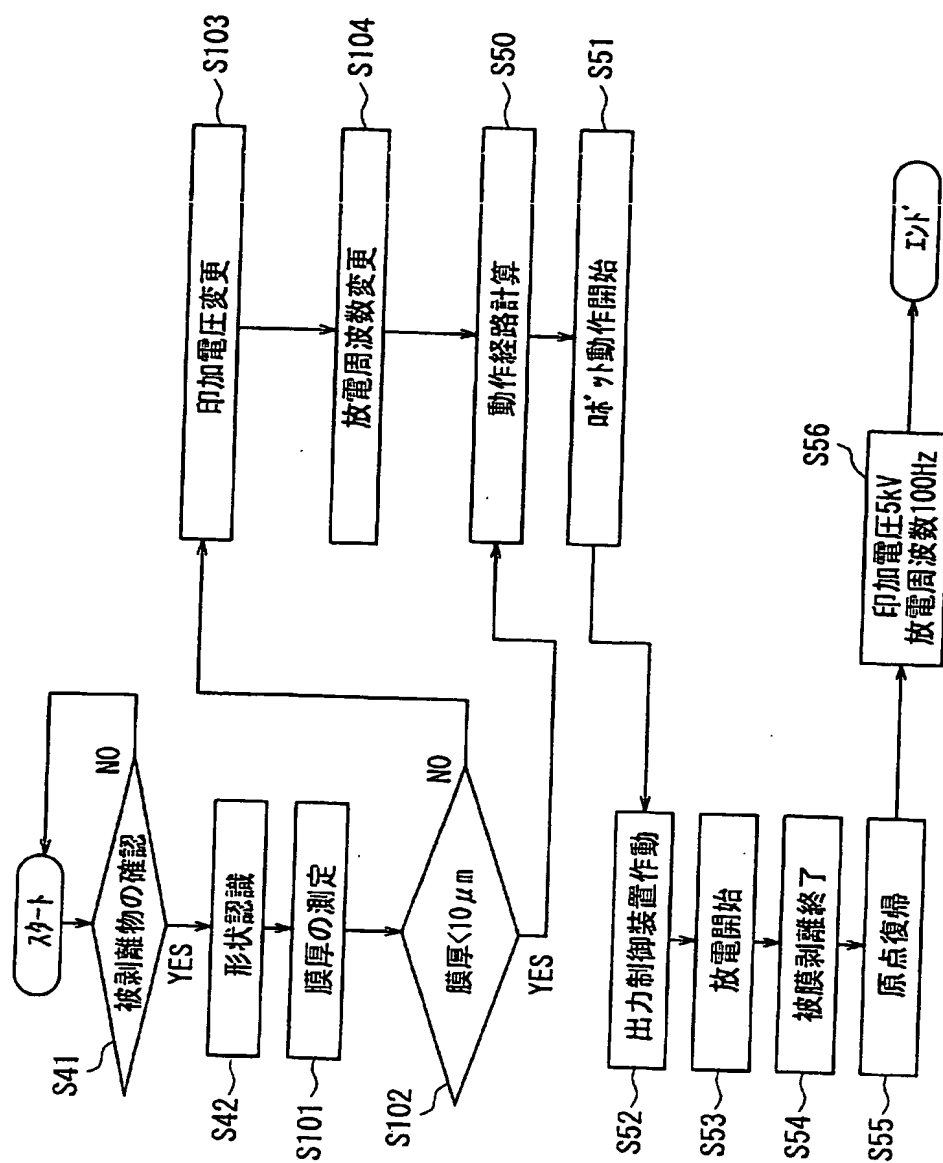 スタート
S41
被剥離物の確認
NO
YES
S42
形状認識
S101
膜厚の測定
S102
膜厚<10μm
NO
YES
印加電圧変更
S103
放電周波数変更
S104
動作経路計算
S50
ロボット動作開始
S51
S52
出力制御装置作動
S53
放電開始
S54
被膜剥離終了
S55
原点復帰
S56
印加電圧5kV
放電周波数100Hz
エンド